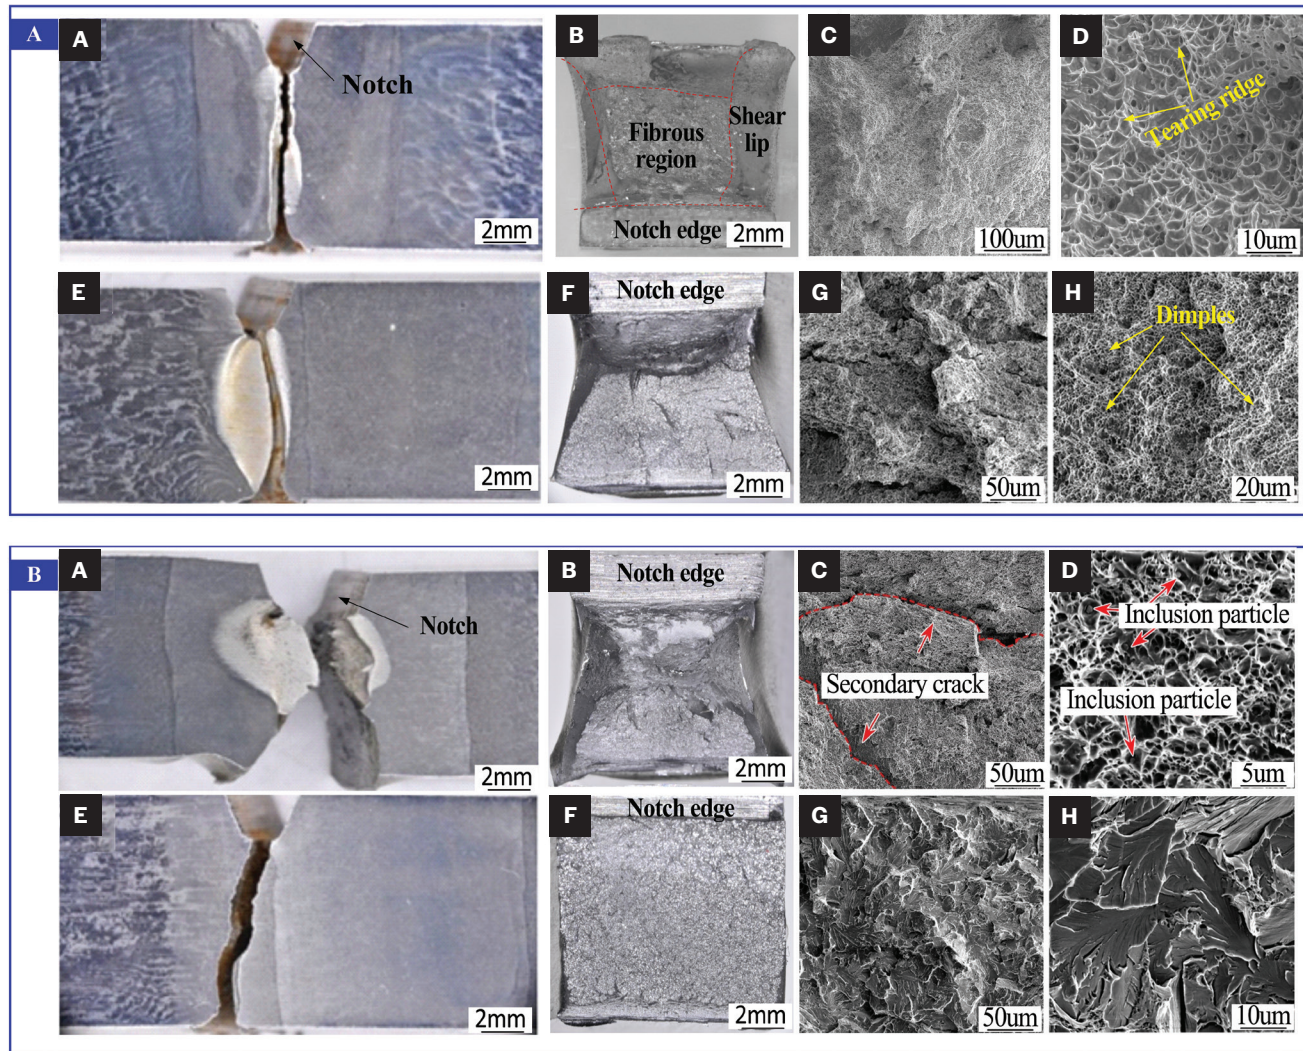 A
A
Notch
2mm
B
Fibrous
region
Shear
lip
Notch edge
2mm
C
100um
D
Tearing ridge
10um
E
2mm
F
Notch edge
2mm
G
50um
H
Dimples
20um
B
A
Notch
2mm
B
Notch edge
2mm
C
Secondary crack
50um
D
Inclusion particle
Inclusion particle
5um
E
2mm
F
Notch edge
2mm
G
50um
H
10um